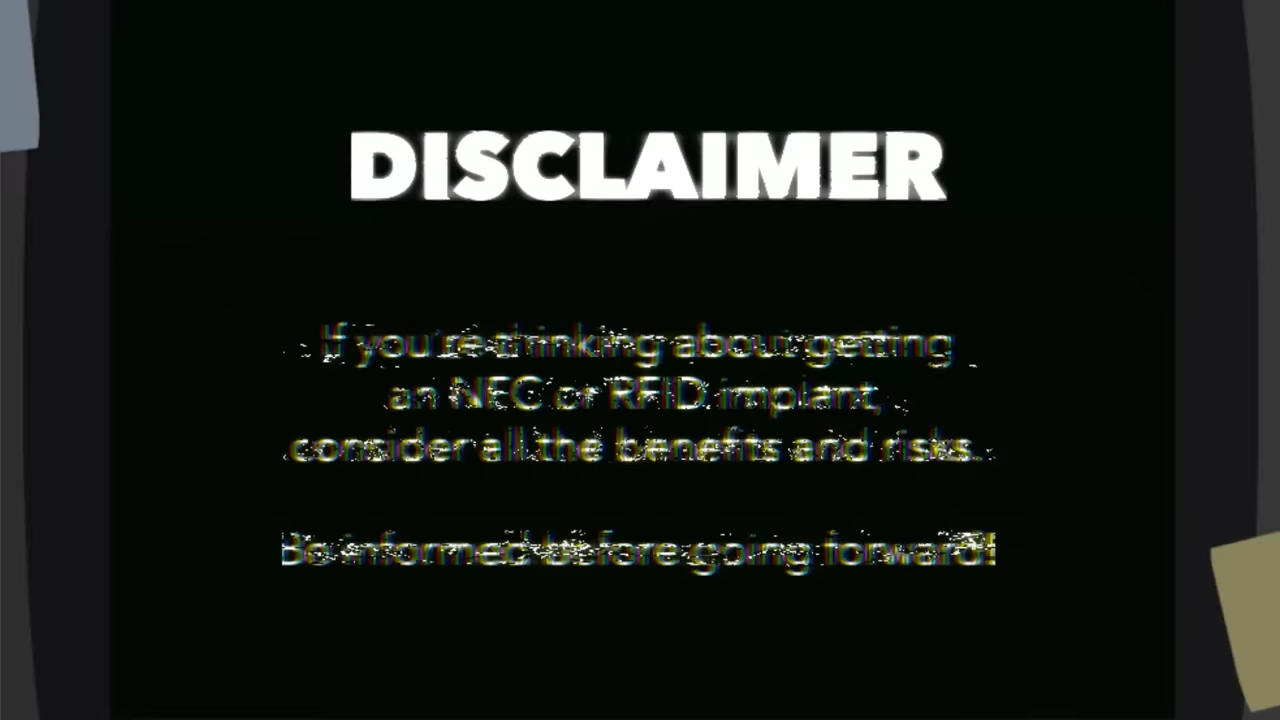 DISCLAIMER
If you're thinking about getting
an NFC or RFID implant,
consider all the benefits and risks.
Be informed before going forward!